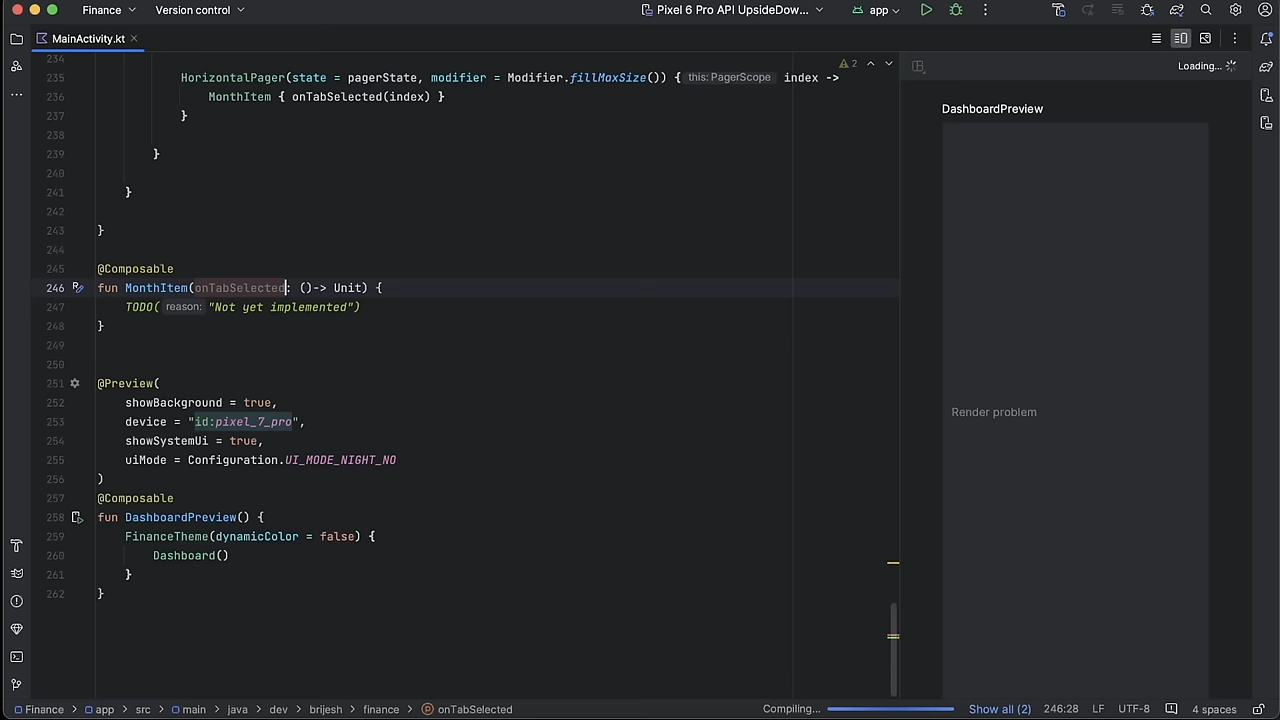 Finance
Version control
Pixel 6 Pro API UpsideDow...
app
MainActivity.kt
234
235 HorizontalPager(state = pagerState, modifier = Modifier.fillMaxSize()) { this: PagerScope index ->
236 MonthItem { onTabSelected(index) }
237 }
238
239 }
240
241 }
242
243 }
244
245 @Composable
246 fun MonthItem(onTabSelected: ()-> Unit) {
247 TODO( reason: "Not yet implemented")
248 }
249
250
251 @Preview(
252 showBackground = true,
253 device = "id:pixel_7_pro",
254 showSystemUi = true,
255 uiMode = Configuration.UI_MODE_NIGHT_NO
256 )
257 @Composable
258 fun DashboardPreview() {
259 FinanceTheme(dynamicColor = false) {
260 Dashboard()
261 }
262 }
2
Loading...
DashboardPreview
Render problem
Finance > app > src > main > java > dev > brijesh > finance > onTabSelected
Compiling...
Show all (2)
246:28
LF
UTF-8
4 spaces